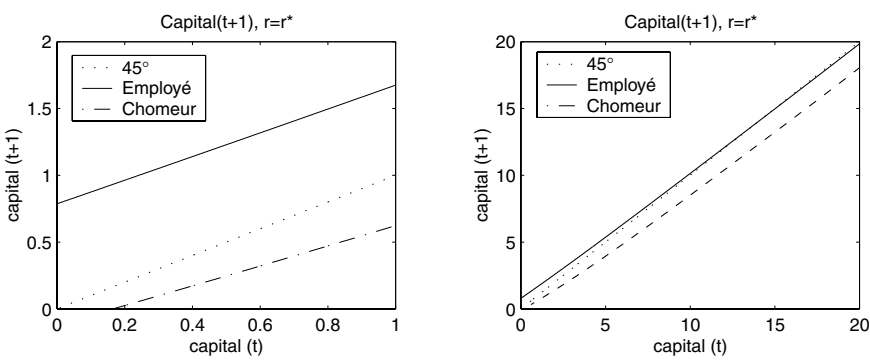 Capital(t+1), r=r*
2
1.5
1
0.5
0
capital (t+1)
45°
Employé
Chomeur
0 0.2 0.4 0.6 0.8 1
capital (t)
Capital(t+1), r=r*
20
15
10
5
0
capital (t+1)
45°
Employé
Chomeur
0 5 10 15 20
capital (t)